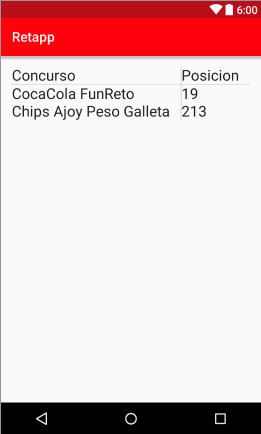 6:00
Retapp
Concurso Posicion
CocaCola FunReto 19
Chips Ajoy Peso Galleta 213